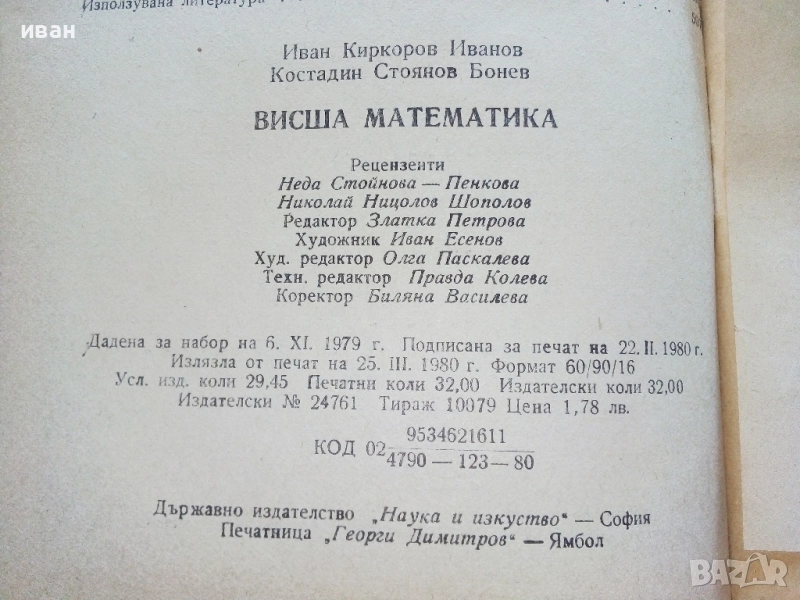 Използувана литература
иван
Иван Киркоров Иванов
Костадин Стоянов Бонев
ВИСША МАТЕМАТИКА
Рецензенти
Неда Стойнова — Пенкова
Николай Ницолов Шополов
Редактор Златка Петрова
Художник Иван Есенов
Худ. редактор Олга Паскалева
Техн. редактор Правда Колева
Коректор Биляна Василева
Дадена за набор на 6. XI. 1979 г. Подписана за печат на 22. II. 1980 г.
Излязла от печат на 25. III. 1980 г. Формат 60/90/16
Усл. изд. коли 29,45 Печатни коли 32,00 Издателски коли 32,00
Издателски № 24761 Тираж 10079 Цена 1,78 лв.
КОД 02 9534621611
4790 — 123 — 80
Държавно издателство „Наука и изкуство“ — София
Печатница „Георги Димитров“ — Ямбол
BAZAR